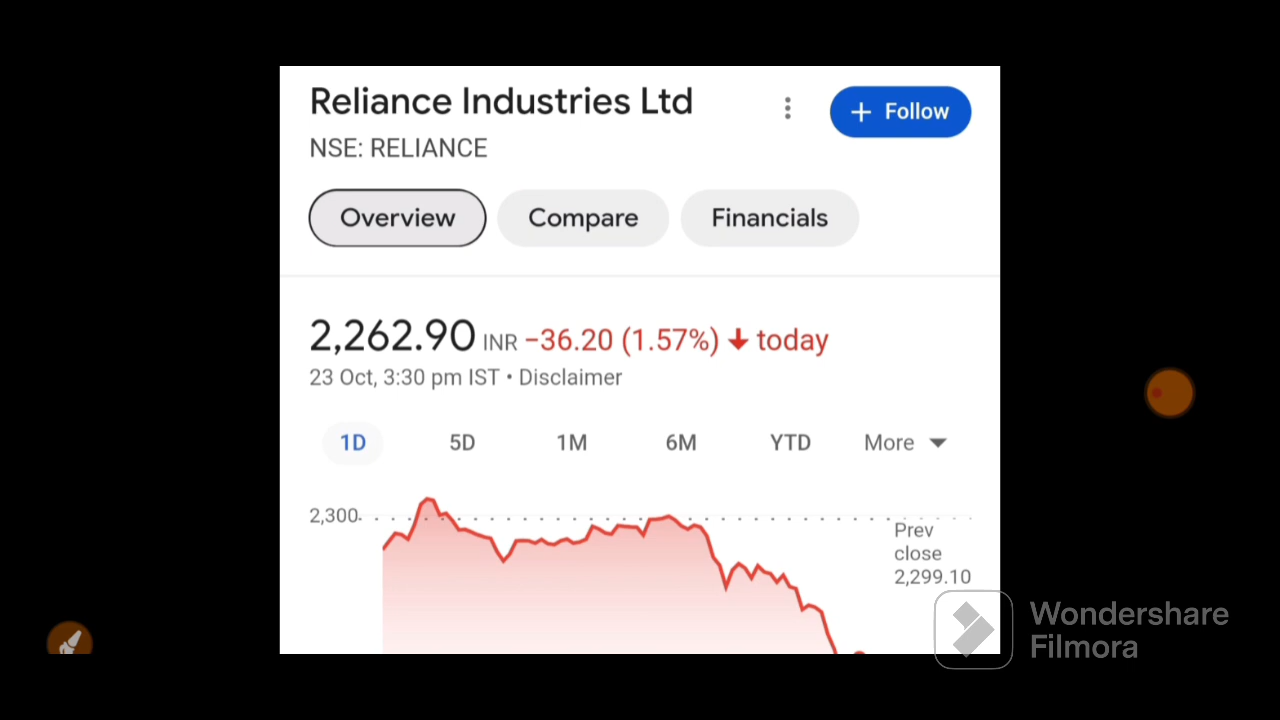 Reliance Industries Ltd
+ Follow
NSE: RELIANCE
Overview
Compare
Financials
2,262.90 INR −36.20 (1.57%) ↓ today
23 Oct, 3:30 pm IST • Disclaimer
1D 5D 1M 6M YTD More
2,300
Prev
close
2,299.10
Wondershare
Filmora